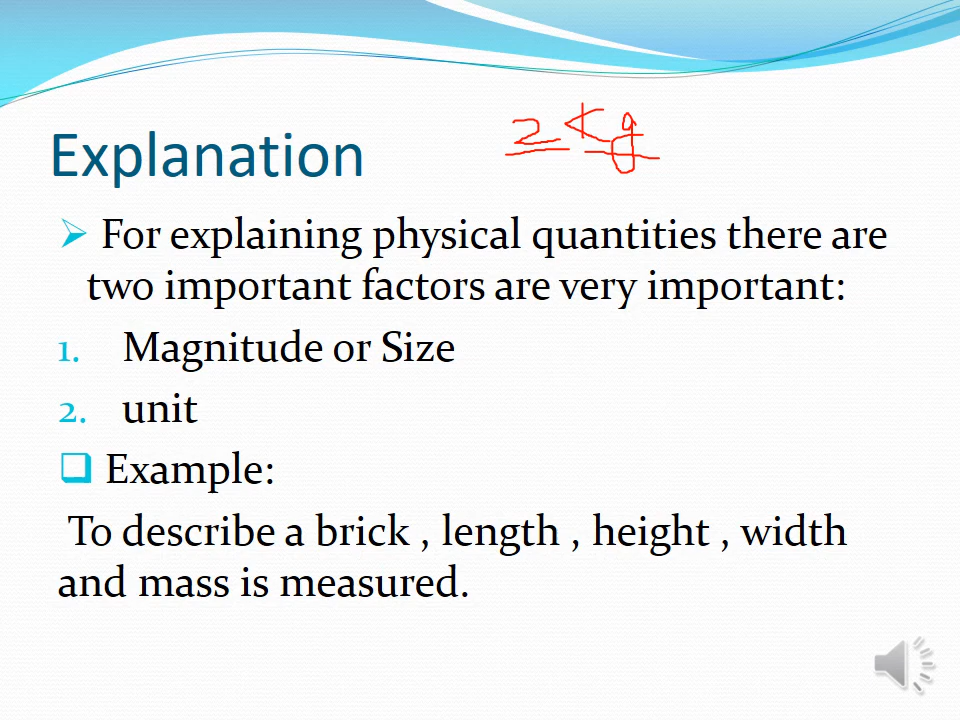 2 kg
Explanation
➢ For explaining physical quantities there are
two important factors are very important:
1. Magnitude or Size
2. unit
❑ Example:
To describe a brick , length , height , width
and mass is measured.